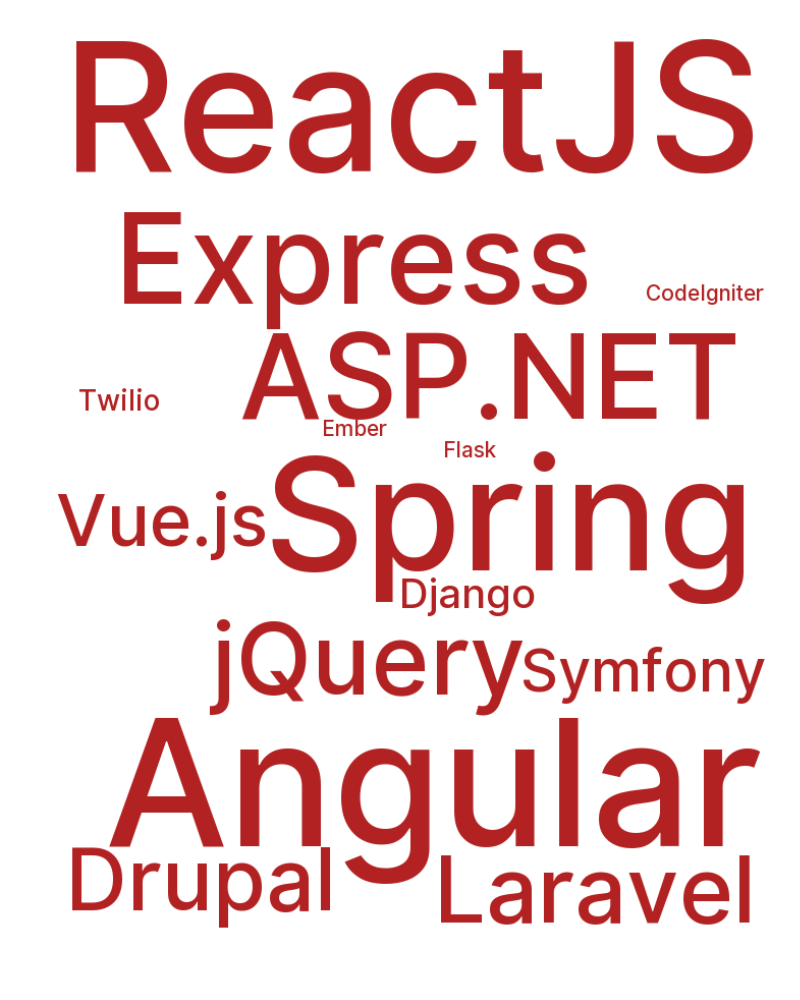 ReactJS
Express
CodeIgniter
ASP.NET
Twilio
Ember
Flask
Spring
Vue.js
Django
jQuery
Symfony
Angular
Drupal
Laravel